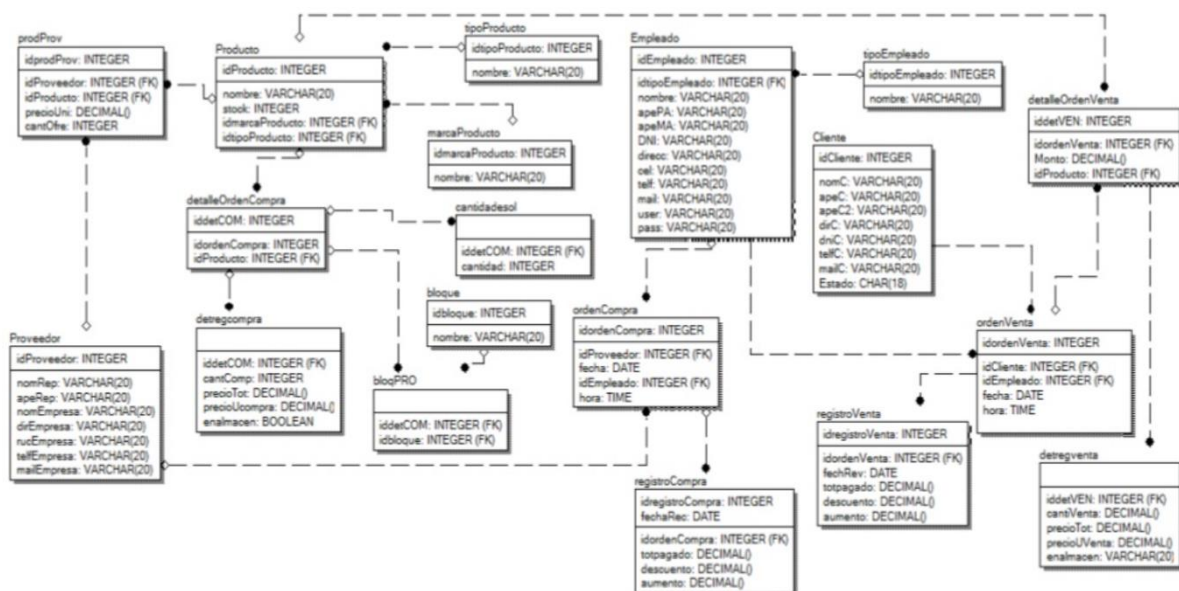 prodProv
idprodProv: INTEGER
idProveedor: INTEGER (FK)
idProducto: INTEGER (FK)
precioUni: DECIMAL()
cantOfre: INTEGER
Producto
idProducto: INTEGER
nombre: VARCHAR(20)
stock: INTEGER
idmarcaProducto: INTEGER (FK)
idtipoProducto: INTEGER (FK)
tipoProducto
idtipoProducto: INTEGER
nombre: VARCHAR(20)
marcaProducto
idmarcaProducto: INTEGER
nombre: VARCHAR(20)
Empleado
idEmpleado: INTEGER
idtipoEmpleado: INTEGER (FK)
nombre: VARCHAR(20)
apePA: VARCHAR(20)
apeMA: VARCHAR(20)
DNI: VARCHAR(20)
direcc: VARCHAR(20)
cel: VARCHAR(20)
telf: VARCHAR(20)
mail: VARCHAR(20)
user: VARCHAR(20)
pass: VARCHAR(20)
tipoEmpleado
idtipoEmpleado: INTEGER
nombre: VARCHAR(20)
detalleOrdenVenta
iddetVEN: INTEGER
idordenVenta: INTEGER (FK)
Monto: DECIMAL()
idProducto: INTEGER (FK)
Cliente
idCliente: INTEGER
nomC: VARCHAR(20)
apeC: VARCHAR(20)
apeC2: VARCHAR(20)
dirC: VARCHAR(20)
dniC: VARCHAR(20)
telfC: VARCHAR(20)
mailC: VARCHAR(20)
Estado: CHAR(18)
detalleOrdenCompra
iddetCOM: INTEGER
idordenCompra: INTEGER
idProducto: INTEGER (FK)
cantidadesol
iddetCOM: INTEGER (FK)
cantidad: INTEGER
bloque
idbloque: INTEGER
nombre: VARCHAR(20)
detregcompra
iddetCOM: INTEGER (FK)
cantComp: INTEGER
precioTot: DECIMAL()
precioUcompra: DECIMAL(
enalmacen: BOOLEAN
bloqPRO
iddetCOM: INTEGER (FK)
idbloque: INTEGER (FK)
Proveedor
idProveedor: INTEGER
nomRep: VARCHAR(20)
apeRep: VARCHAR(20)
nomEmpresa: VARCHAR(20)
dirEmpresa: VARCHAR(20)
rucEmpresa: VARCHAR(20)
telfEmpresa: VARCHAR(20)
mailEmpresa: VARCHAR(20)
ordenCompra
idordenCompra: INTEGER
idProveedor: INTEGER (FK)
fecha: DATE
idEmpleado: INTEGER (FK)
hora: TIME
ordenVenta
idordenVenta: INTEGER
idCliente: INTEGER (FK)
idEmpleado: INTEGER (FK)
fecha: DATE
hora: TIME
registroVenta
idregistroVenta: INTEGER
idordenVenta: INTEGER (FK)
fechRev: DATE
totpagado: DECIMAL()
descuento: DECIMAL()
aumento: DECIMAL()
registroCompra
idregistroCompra: INTEGER
fechaRec: DATE
idordenCompra: INTEGER (FK)
totpagado: DECIMAL()
descuento: DECIMAL()
aumento: DECIMAL()
detregventa
iddetVEN: INTEGER (FK)
cantiVenta: DECIMAL()
precioTot: DECIMAL()
precioUVenta: DECIMAL()
enalmacen: VARCHAR(20)